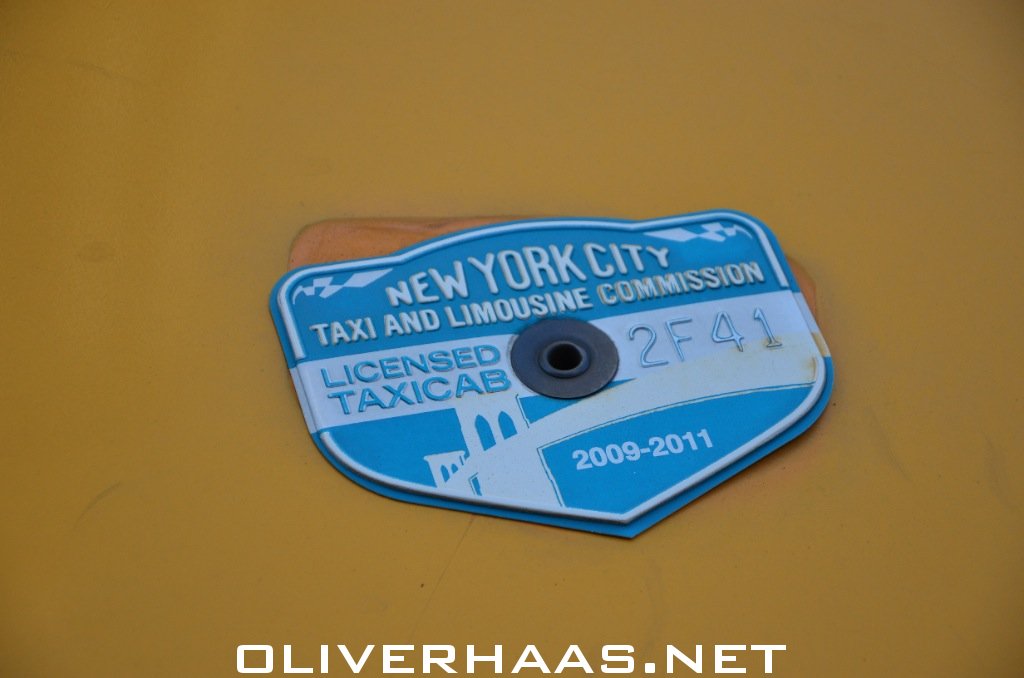 NEW YORK CITY
TAXI AND LIMOUSINE COMMISSION
LICENSED
TAXICAB
2F41
2009-2011
OLIVERHAAS.NET